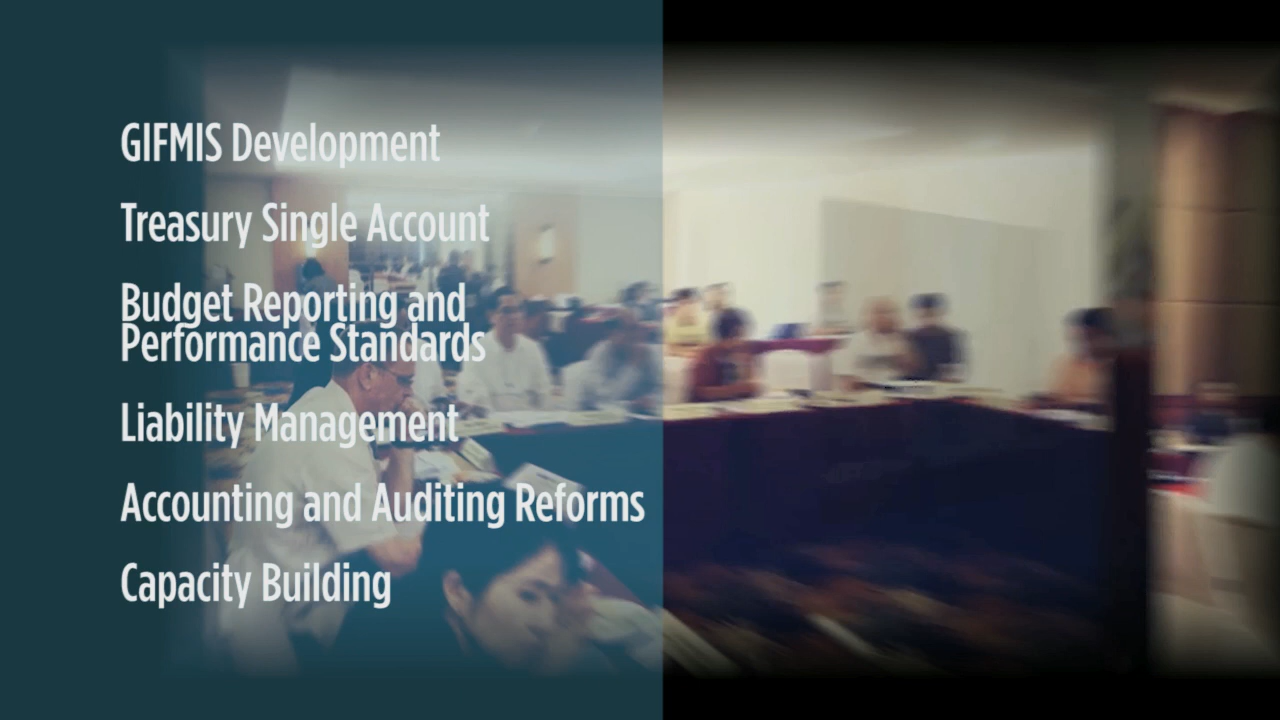 GIFMIS Development
Treasury Single Account
Budget Reporting and
Performance Standards
Liability Management
Accounting and Auditing Reforms
Capacity Building